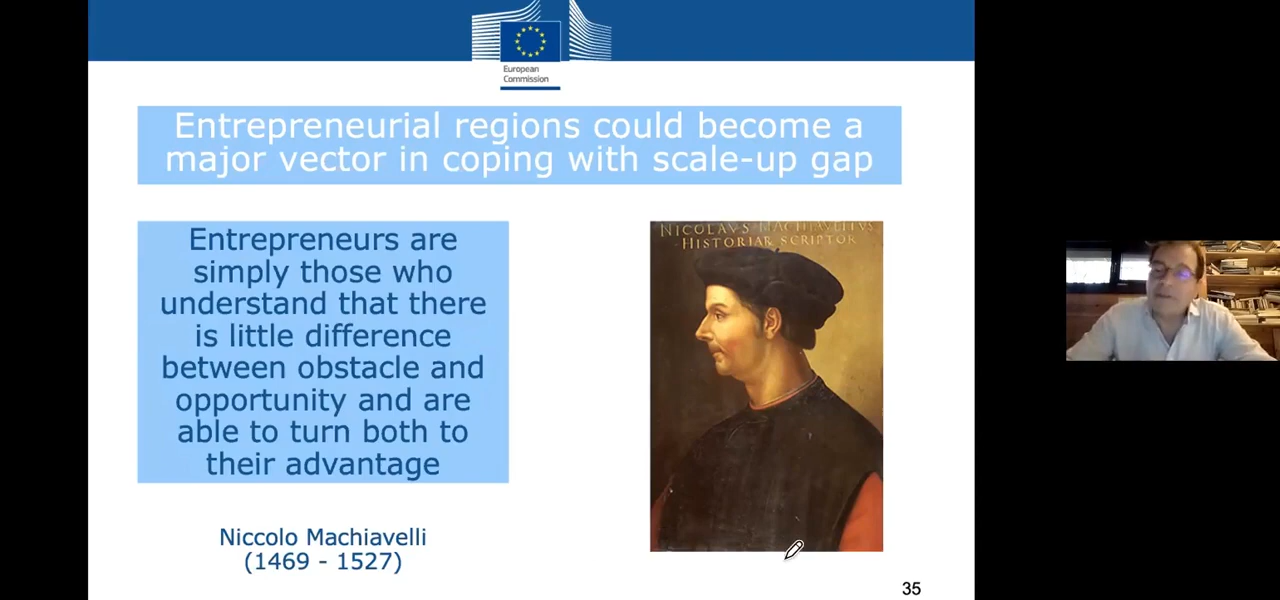 European
Commission
Entrepreneurial regions could become a
major vector in coping with scale-up gap
Entrepreneurs are
simply those who
understand that there
is little difference
between obstacle and
opportunity and are
able to turn both to
their advantage
NICOLAVS MACHIAVELLVS
HISTORIAR SCRIPTOR
Niccolo Machiavelli
(1469 - 1527)
35